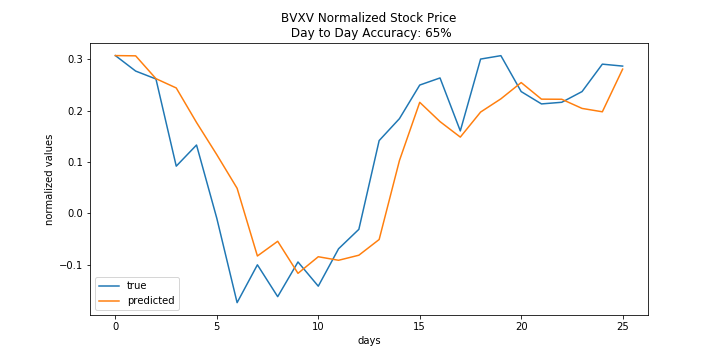 BVXV Normalized Stock Price
Day to Day Accuracy: 65%
normalized values
0.3
0.2
0.1
0.0
−0.1
true
predicted
0
5
10
15
20
25
days